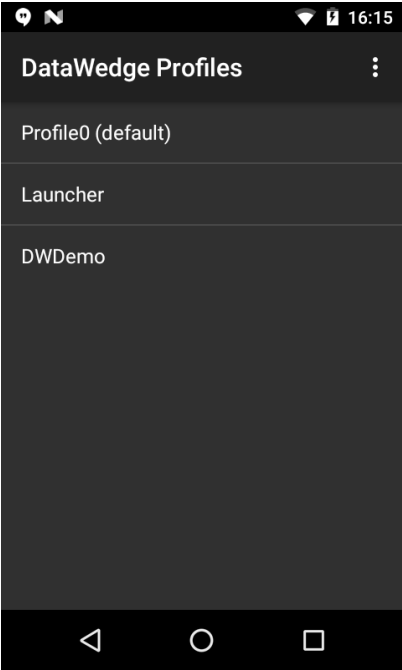 16:15
DataWedge Profiles
Profile0 (default)
Launcher
DWDemo